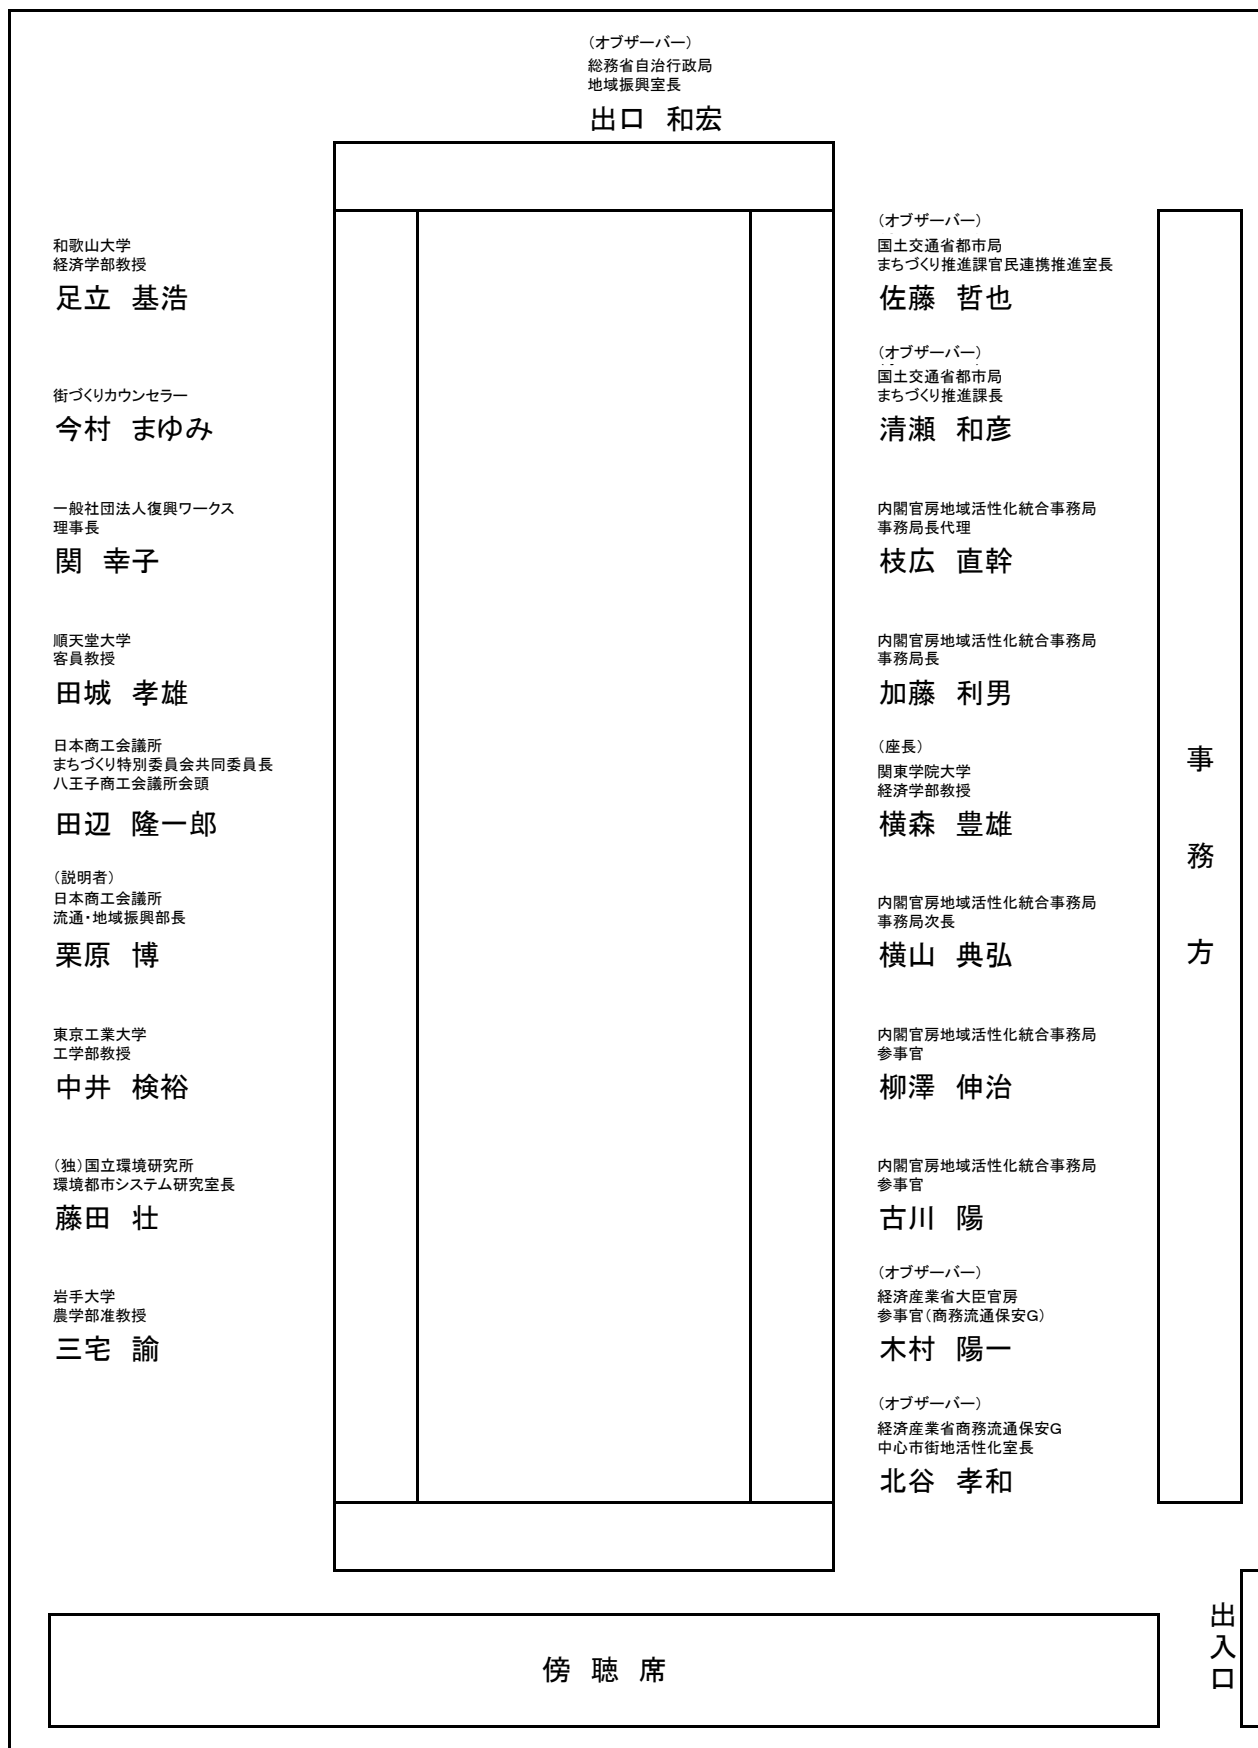 (オブザーバー)
総務省自治行政局
地域振興室長
出口 和宏
和歌山大学
経済学部教授
足立 基浩
街づくりカウンセラー
今村 まゆみ
一般社団法人復興ワークス
理事長
関 幸子
順天堂大学
客員教授
田城 孝雄
日本商工会議所
まちづくり特別委員会共同委員長
八王子商工会議所会頭
田辺 隆一郎
(説明者)
日本商工会議所
流通・地域振興部長
栗原 博
東京工業大学
工学部教授
中井 検裕
(独)国立環境研究所
環境都市システム研究室長
藤田 壮
岩手大学
農学部准教授
三宅 諭
(オブザーバー)
国土交通省都市局
まちづくり推進課官民連携推進室長
佐藤 哲也
(オブザーバー)
国土交通省都市局
まちづくり推進課長
清瀬 和彦
内閣官房地域活性化統合事務局
事務局長代理
枝広 直幹
内閣官房地域活性化統合事務局
事務局長
加藤 利男
(座長)
関東学院大学
経済学部教授
横森 豊雄
内閣官房地域活性化統合事務局
事務局次長
横山 典弘
内閣官房地域活性化統合事務局
参事官
柳澤 伸治
内閣官房地域活性化統合事務局
参事官
古川 陽
(オブザーバー)
経済産業省大臣官房
参事官(商務流通保安G)
木村 陽一
(オブザーバー)
経済産業省商務流通保安G
中心市街地活性化室長
北谷 孝和
事務方
傍聴席
出入口